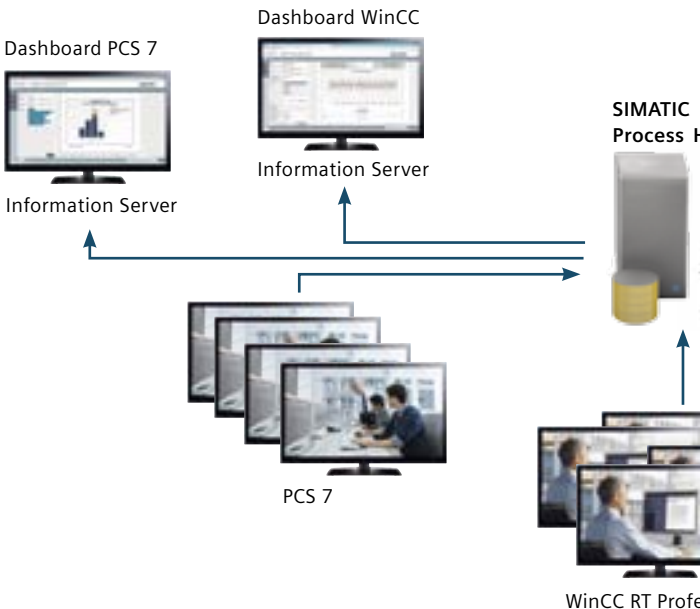 Dashboard WinCC
Dashboard PCS 7
SIMATIC
Process H
Information Server
Information Server
PCS 7
WinCC RT Profe